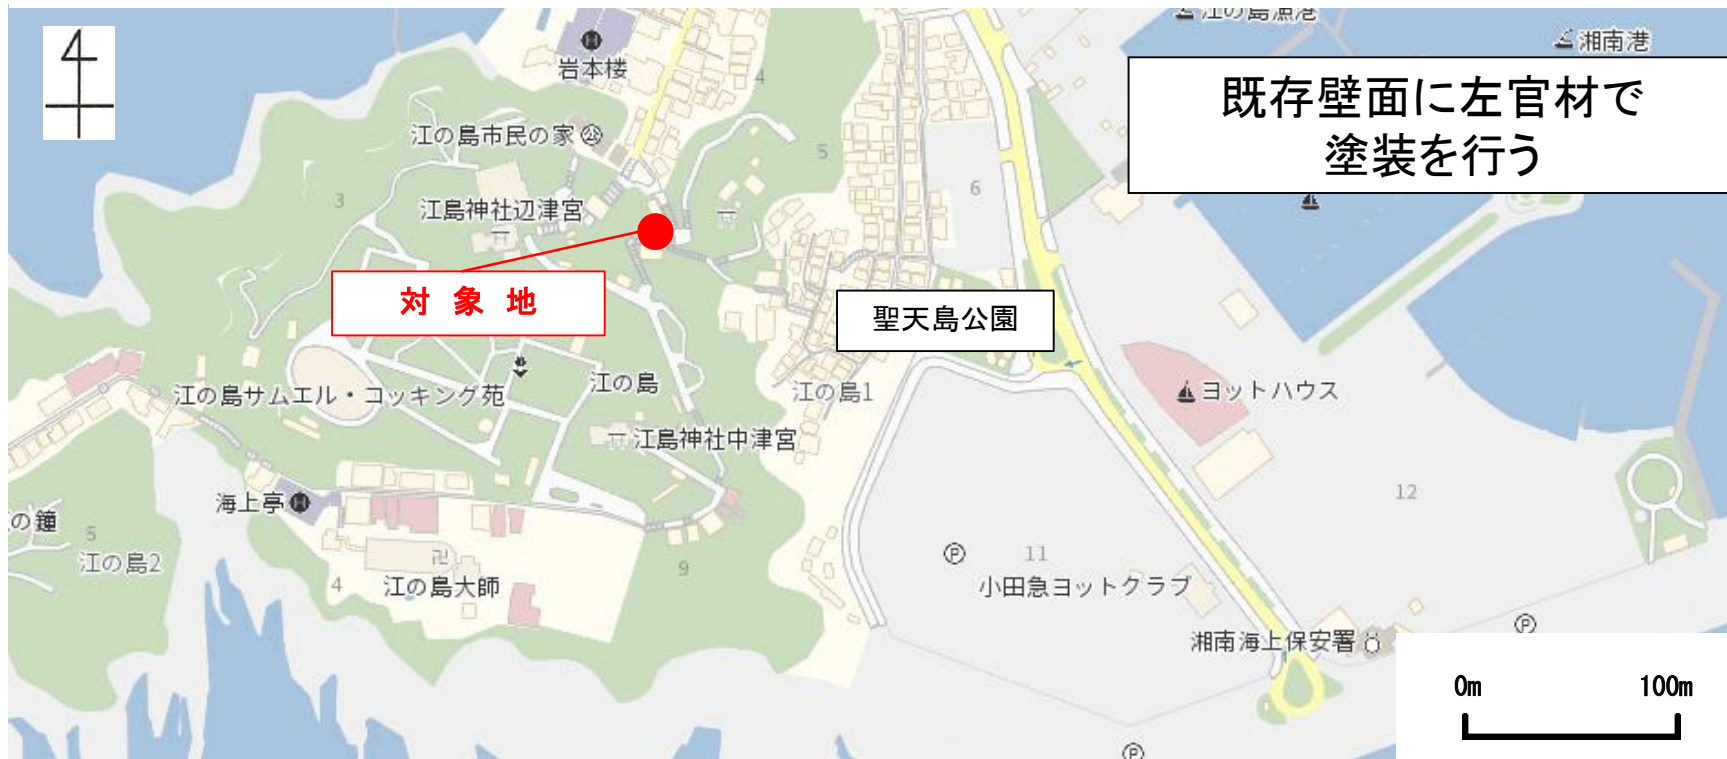 江の島漁港
湘南港
岩本楼
4
既存壁面に左官材で
塗装を行う
江の島市民の家
5
3
6
江島神社辺津宮
対象地
聖天島公園
江の島サムエル・コッキング苑
江の島
江の島1
ヨットハウス
江島神社中津宮
海上亭
12
の鐘
5
江の島2
卍
P
11
4
江の島大師
9
小田急ヨットクラブ
湘南海上保安署
P
0m
100m
P